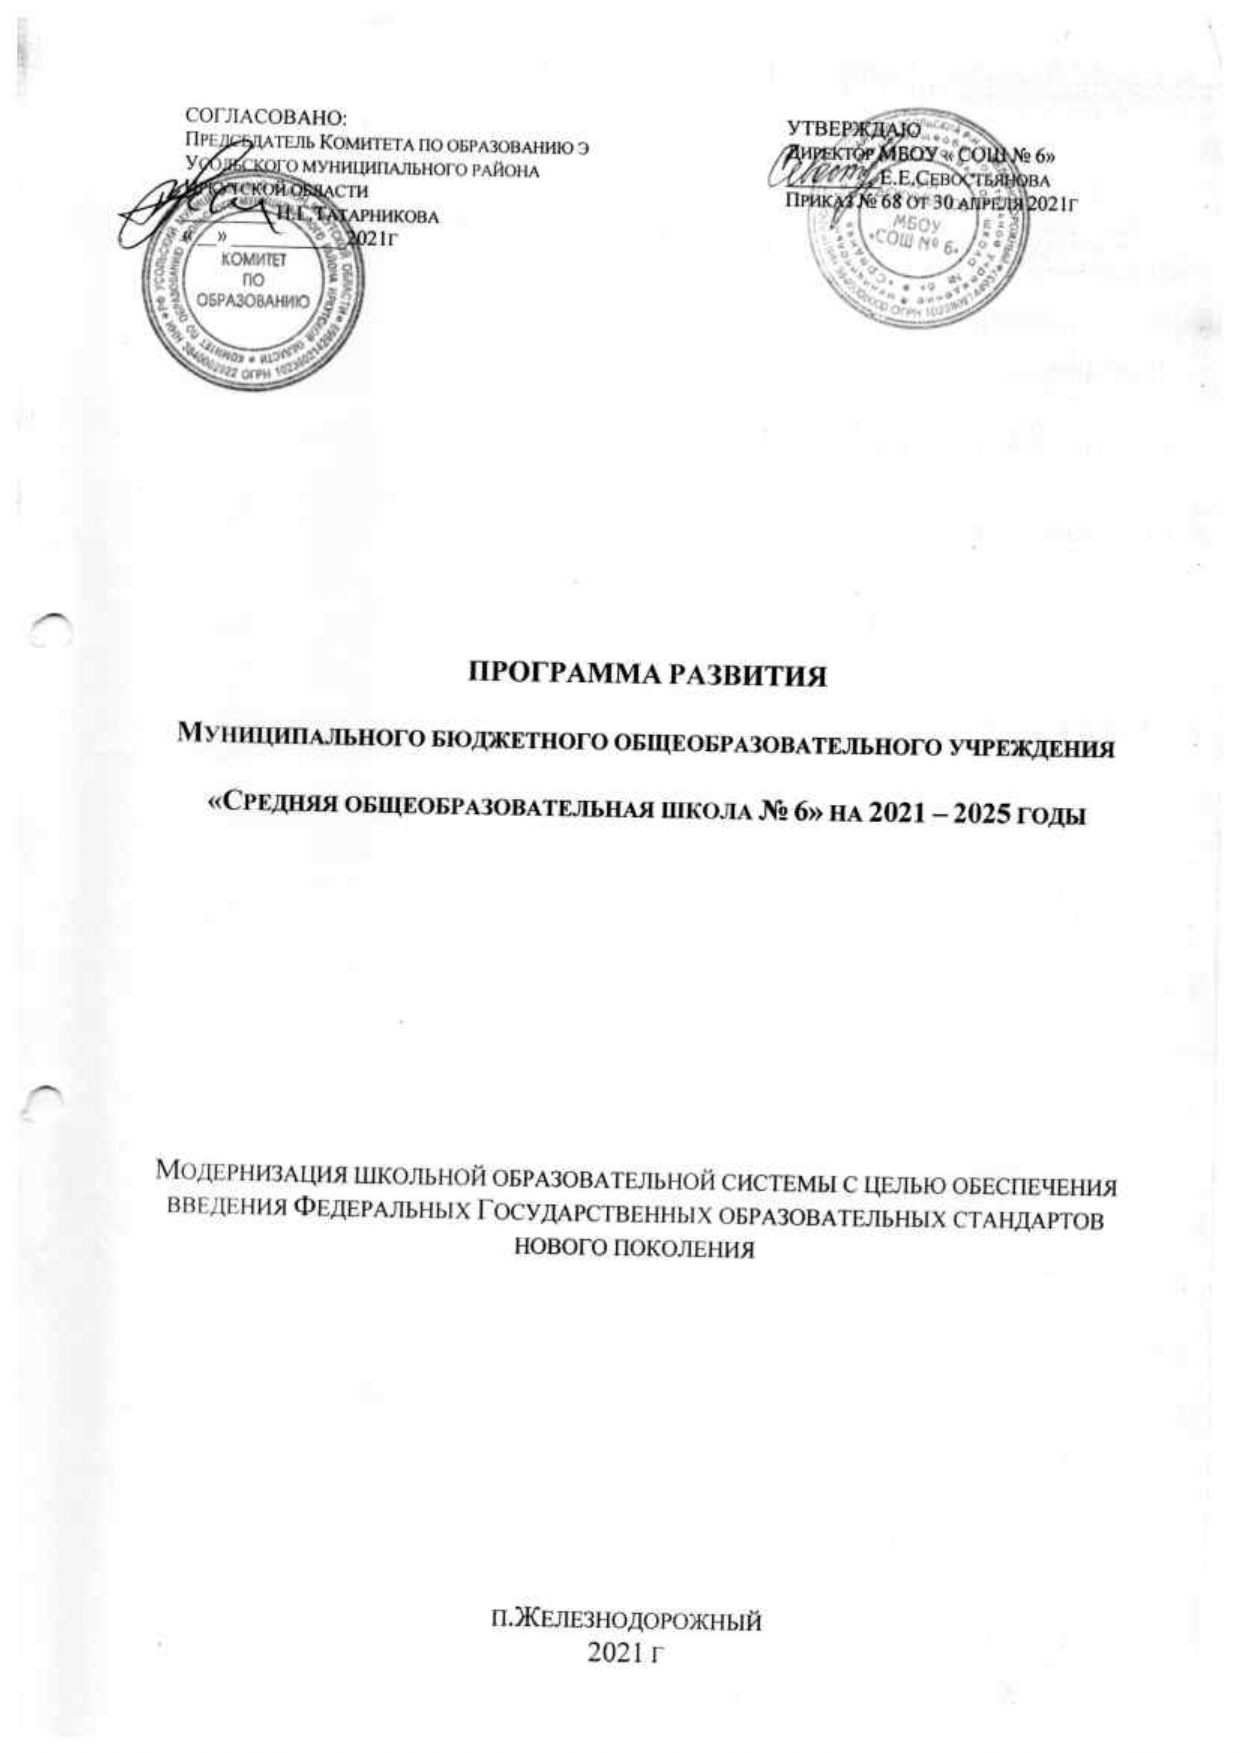 СОГЛАСОВАНО:
ПРЕДСЕДАТЕЛЬ КОМИТЕТА ПО ОБРАЗОВАНИЮ Э
УСОЛЬСКОГО МУНИЦИПАЛЬНОГО РАЙОНА
ИРКУТСКОЙ ОБЛАСТИ
ТАТАРНИКОВА
«__» __________ 2021г
КОМИТЕТ
ПО
ОБРАЗОВАНИЮ
УТВЕРЖДАЮ
ДИРЕКТОР МБОУ « СОШ № 6»
Е.Е.СЕВОСТЬЯНОВА
ПРИКАЗ № 68 ОТ 30 АПРЕЛЯ 2021Г
МБОУ
«СОШ № 6»
ПРОГРАММА РАЗВИТИЯ
МУНИЦИПАЛЬНОГО БЮДЖЕТНОГО ОБЩЕОБРАЗОВАТЕЛЬНОГО УЧРЕЖДЕНИЯ
«СРЕДНЯЯ ОБЩЕОБРАЗОВАТЕЛЬНАЯ ШКОЛА № 6» НА 2021 – 2025 ГОДЫ
МОДЕРНИЗАЦИЯ ШКОЛЬНОЙ ОБРАЗОВАТЕЛЬНОЙ СИСТЕМЫ С ЦЕЛЬЮ ОБЕСПЕЧЕНИЯ
ВВЕДЕНИЯ ФЕДЕРАЛЬНЫХ ГОСУДАРСТВЕННЫХ ОБРАЗОВАТЕЛЬНЫХ СТАНДАРТОВ
НОВОГО ПОКОЛЕНИЯ
П.ЖЕЛЕЗНОДОРОЖНЫЙ
2021 Г